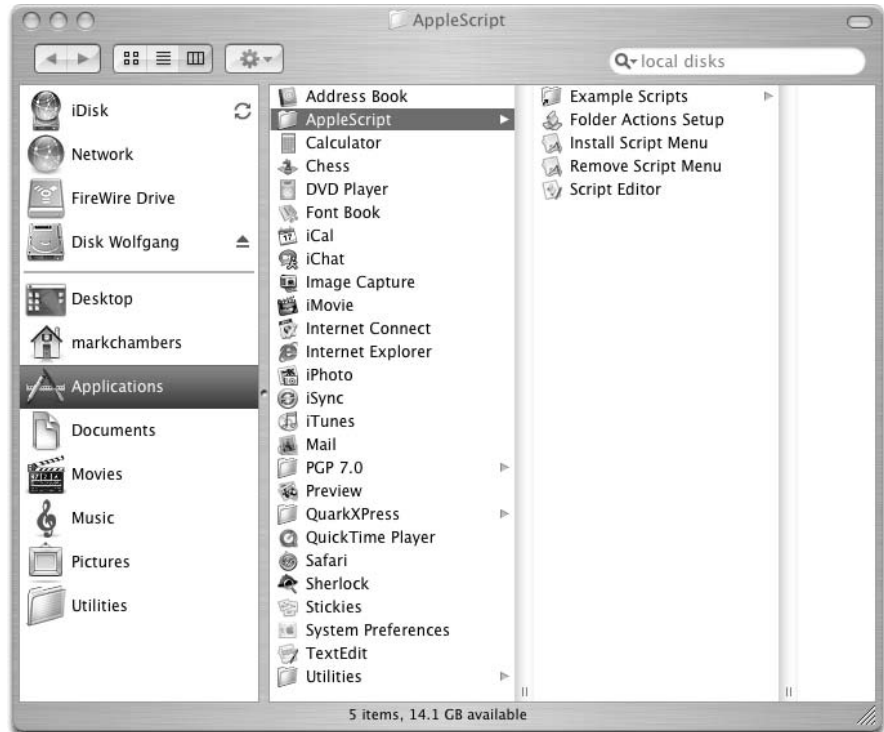 AppleScript
local disks
iDisk
Network
FireWire Drive
Disk Wolfgang
Desktop
markchambers
Applications
Documents
Movies
Music
Pictures
Utilities
Address Book
AppleScript
Calculator
Chess
DVD Player
Font Book
iCal
iChat
Image Capture
iMovie
Internet Connect
Internet Explorer
iPhoto
iSync
iTunes
Mail
PGP 7.0
Preview
QuarkXPress
QuickTime Player
Safari
Sherlock
Stickies
System Preferences
TextEdit
Utilities
Example Scripts
Folder Actions Setup
Install Script Menu
Remove Script Menu
Script Editor
5 items, 14.1 GB available